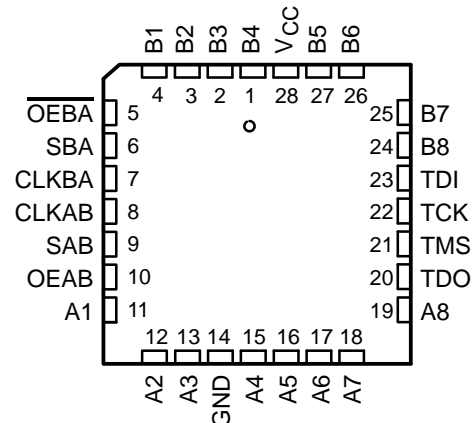 B1 B2 B3 B4 VCC B5 B6
4 3 2 1 28 27 26
OEBA 5 25 B7
SBA 6 24 B8
CLKBA 7 23 TDI
CLKAB 8 22 TCK
SAB 9 21 TMS
OEAB 10 20 TDO
A1 11 19 A8
12 13 14 15 16 17 18
A2 A3 GND A4 A5 A6 A7